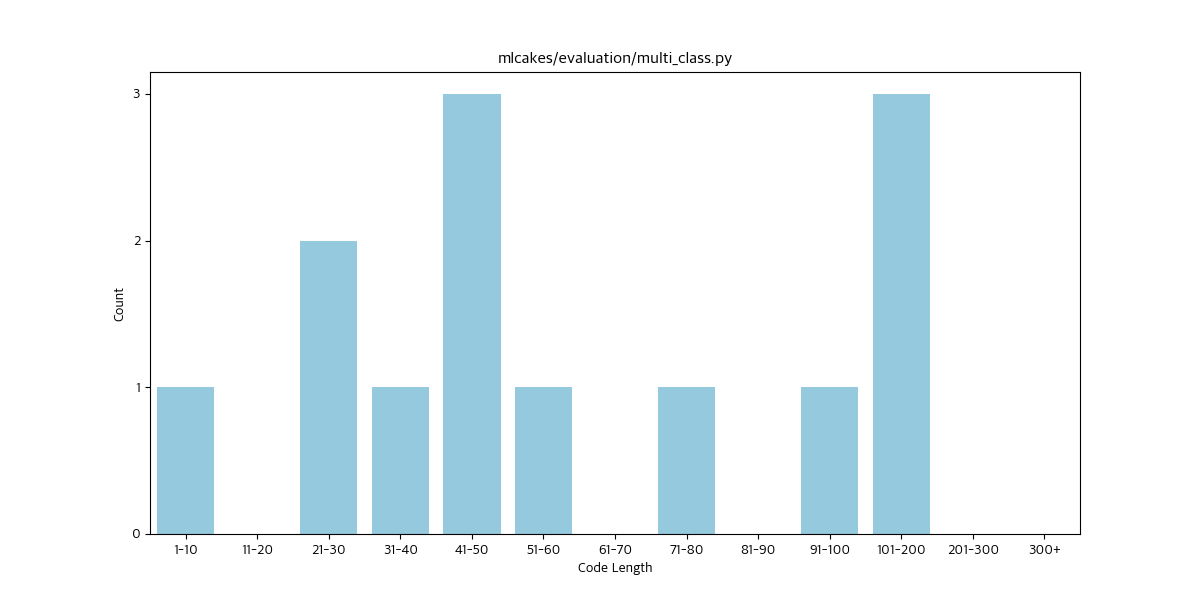 mlcakes/evaluation/multi_class.py
3
2
1
0
Count
1-10 11-20 21-30 31-40 41-50 51-60 61-70 71-80 81-90 91-100 101-200 201-300 300+
Code Length